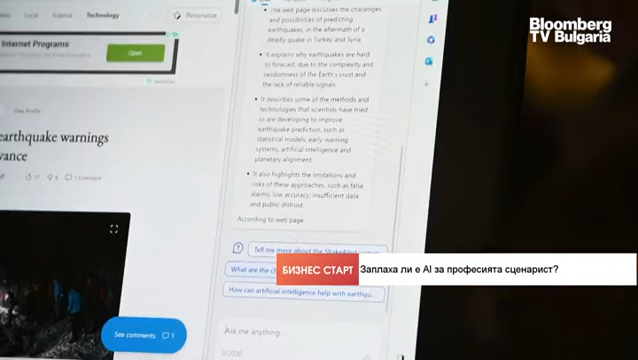 Bloomberg
TV Bulgaria
Science
Technology
Personalize
Internet Programs
Open
View Profile
earthquake warnings
1 Comment
See comments 1
• The web page discusses the challenges
and possibilities of predicting
earthquakes, in the aftermath of a
deadly quake in Turkey and Syria.
• It explains why earthquakes are hard
to forecast, due to the complexity and
randomness of the Earth's crust and the
lack of reliable signals.
• It describes some of the methods and
technologies that scientists have tried
or are developing to improve
earthquake prediction, such as
statistical models, early-warning
systems, artificial intelligence and
planetary alignment.
• It also highlights the limitations and
risks of these approaches, such as false
alarms, low accuracy, insufficient data
and public distrust.
According to web page
Tell me more about the ShakeAlert
What are the
How can artificial intelligence help with earthqu...
Ask me anything...
0/2000
БИЗНЕС СТАРТ
Заплаха ли е AI за професията сценарист?